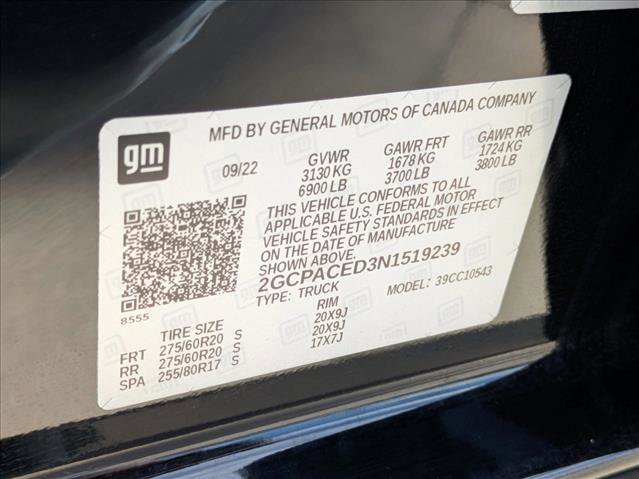 MFD BY GENERAL MOTORS OF CANADA COMPANY
gm
09/22 GVWR GAWR FRT GAWR RR
3130 KG 1678 KG 1724 KG
6900 LB 3700 LB 3800 LB
THIS VEHICLE CONFORMS TO ALL
APPLICABLE U.S. FEDERAL MOTOR
VEHICLE SAFETY STANDARDS IN EFFECT
ON THE DATE OF MANUFACTURE
SHOWN ABOVE.
2GCPACED3N1519239
TYPE: TRUCK MODEL: 39CC10543
8555
TIRE SIZE RIM
FRT 275/60R20 S 20X9J
RR 275/60R20 S 20X9J
SPA 255/80R17 S 17X7J